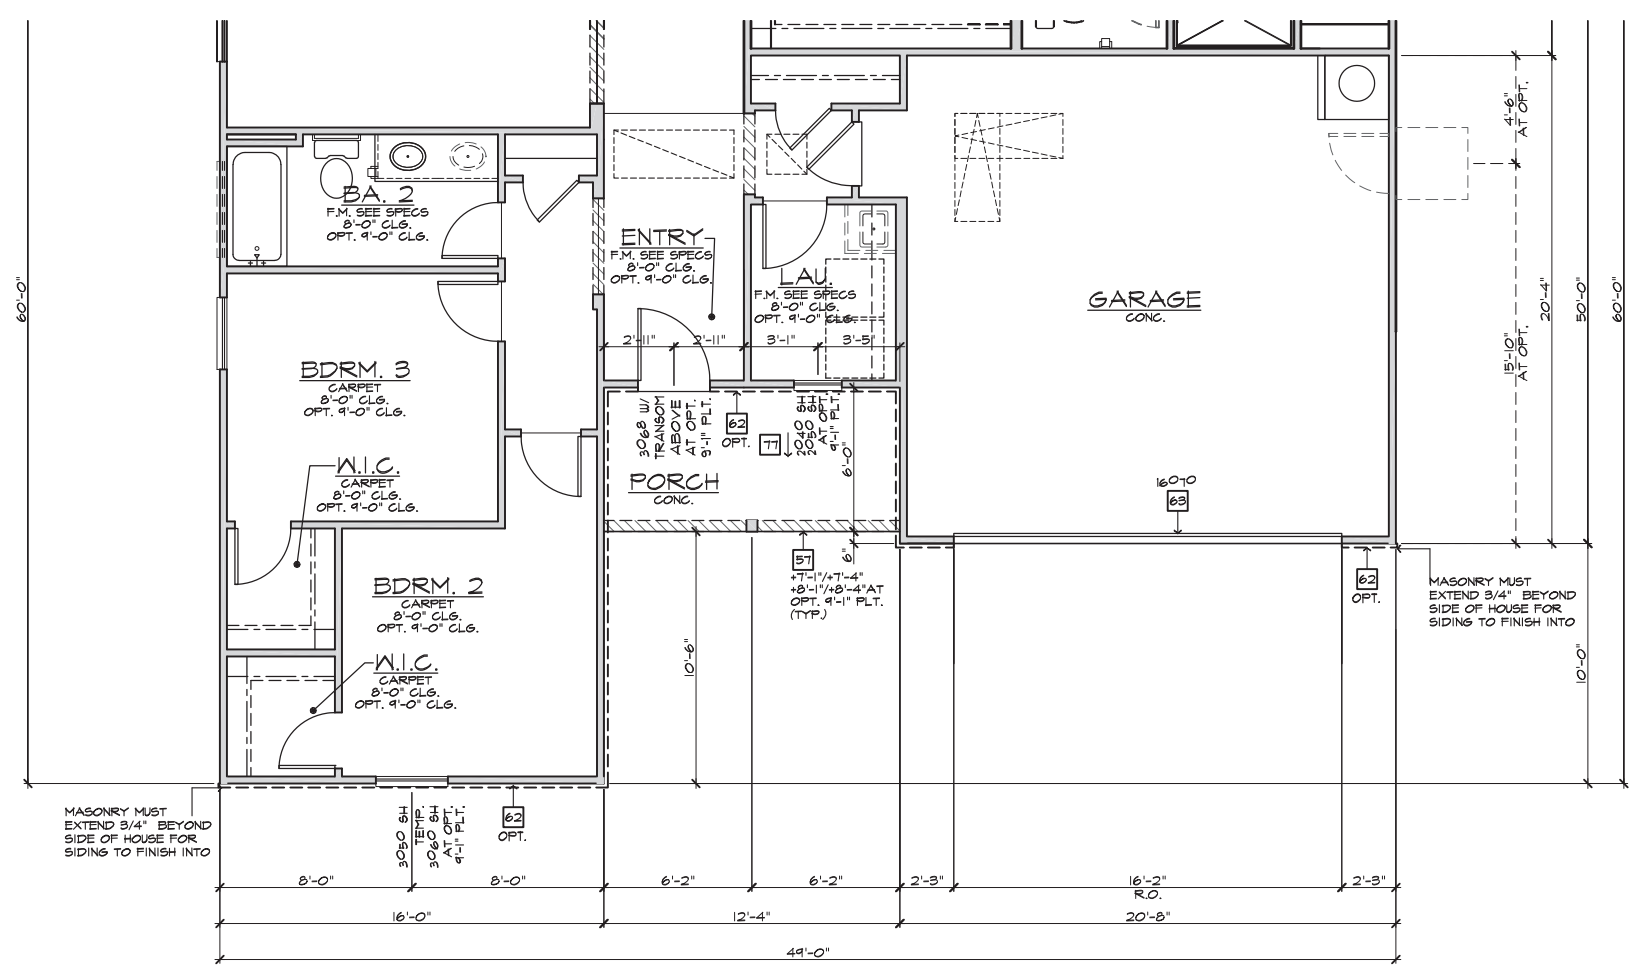 4'-6"
AT OPT.
BA. 2
F.M. SEE SPECS
8'-0" CLG.
OPT. 9'-0" CLG.
ENTRY
F.M. SEE SPECS
8'-0" CLG.
OPT. 9'-0" CLG.
LAU.
F.M. SEE SPECS
8'-0" CLG.
OPT. 9'-0" CLG.
GARAGE
CONC.
60'-0"
20'-4"
50'-0"
60'-0"
15'-10"
AT OPT.
2'-11"
2'-11"
3'-1"
3'-5"
BDRM. 3
CARPET
8'-0" CLG.
OPT. 9'-0" CLG.
3068 W/
TRANSOM
ABOVE
AT OPT.
9'-1" PLT.
62
OPT.
77
2040 SH
2050 SH
AT OPT.
9'-1" PLT.
6'-0"
W.I.C.
CARPET
8'-0" CLG.
OPT. 9'-0" CLG.
PORCH
CONC.
16070
63
57
+7'-1"/+7'-4"
+8'-1"/+8'-4"AT
OPT. 9'-1" PLT.
(TYP.)
6"
62
OPT.
MASONRY MUST
EXTEND 3/4" BEYOND
SIDE OF HOUSE FOR
SIDING TO FINISH INTO
BDRM. 2
CARPET
8'-0" CLG.
OPT. 9'-0" CLG.
W.I.C.
CARPET
8'-0" CLG.
OPT. 9'-0" CLG.
10'-6"
10'-0"
MASONRY MUST
EXTEND 3/4" BEYOND
SIDE OF HOUSE FOR
SIDING TO FINISH INTO
3050 SH
TEMP.
3060 SH
AT OPT.
9'-1" PLT.
62
OPT.
8'-0"
8'-0"
6'-2"
6'-2"
2'-3"
16'-2"
R.O.
2'-3"
16'-0"
12'-4"
20'-8"
49'-0"